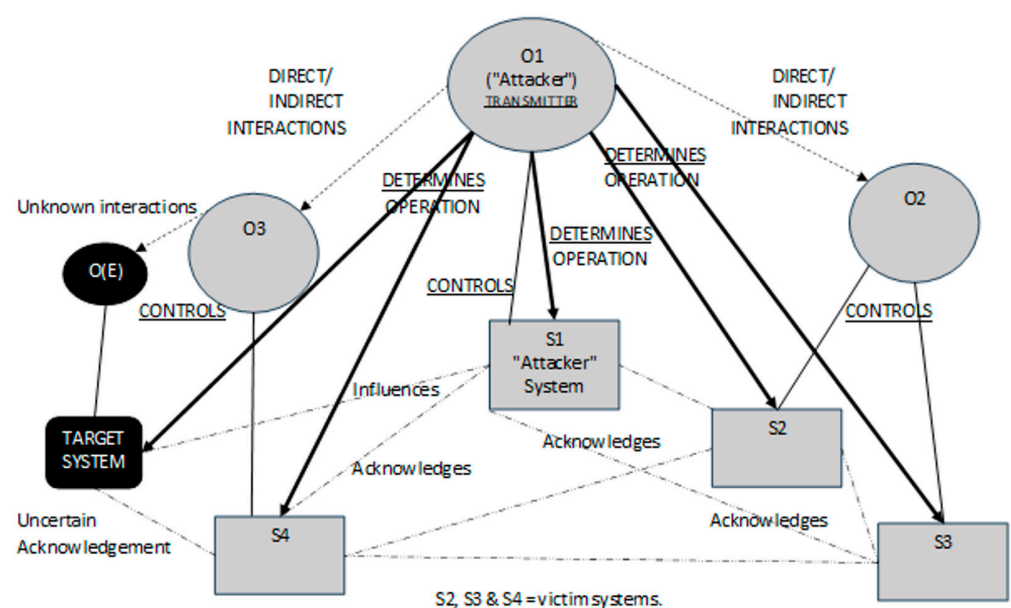 O1
("Attacker")
TRANSMITTER
DIRECT/
INDIRECT
INTERACTIONS
DIRECT/
INDIRECT
INTERACTIONS
DETERMINES
OPERATION
DETERMINES
OPERATION
Unknown interactions
O3
O2
O(E)
DETERMINES
OPERATION
CONTROLS
CONTROLS
CONTROLS
S1
"Attacker"
System
Influences
TARGET
SYSTEM
Acknowledges
Acknowledges
S2
Uncertain
Acknowledgement
Acknowledges
S4
S3
S2, S3 & S4 = victim systems.